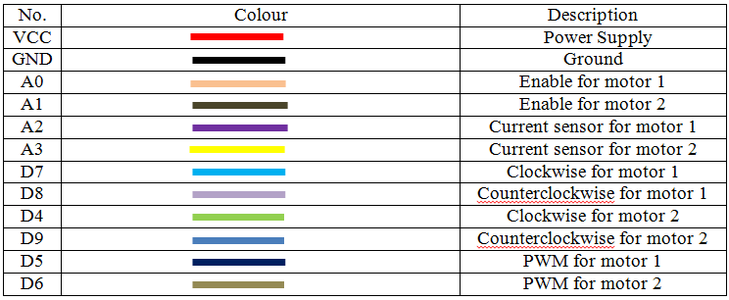 No. Colour Description
VCC Power Supply
GND Ground
A0 Enable for motor 1
A1 Enable for motor 2
A2 Current sensor for motor 1
A3 Current sensor for motor 2
D7 Clockwise for motor 1
D8 Counterclockwise for motor 1
D4 Clockwise for motor 2
D9 Counterclockwise for motor 2
D5 PWM for motor 1
D6 PWM for motor 2